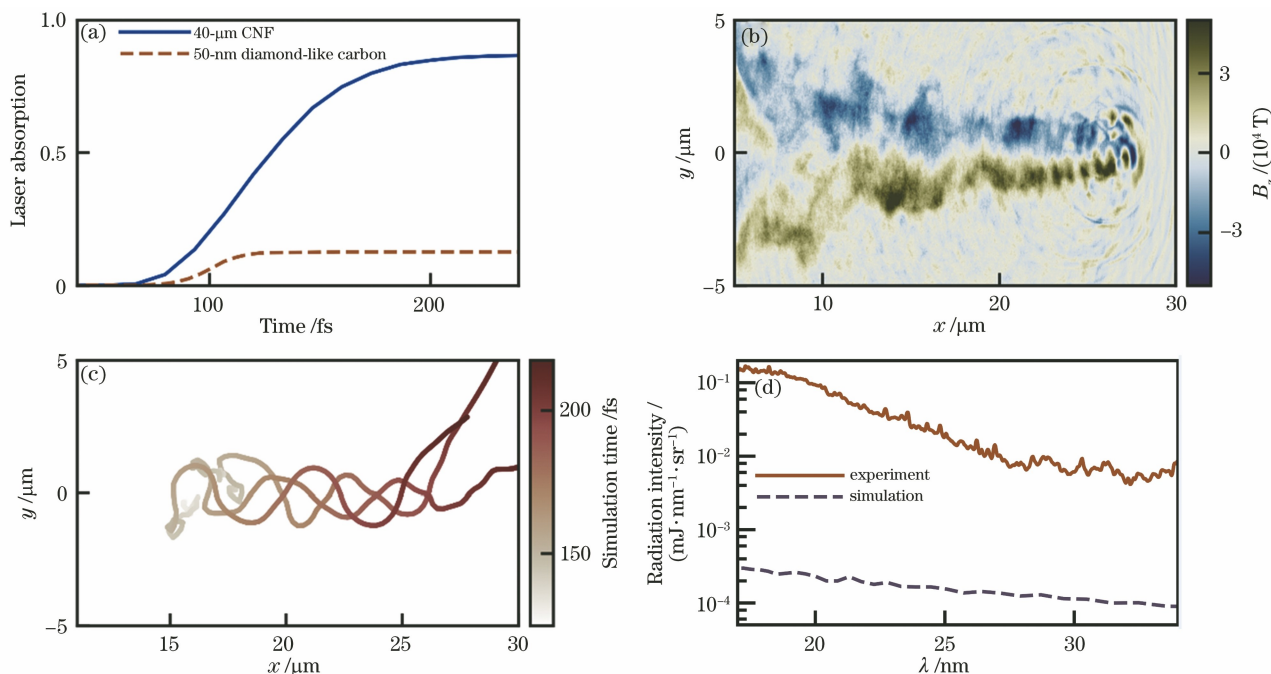 (a)
1.0
0.5
0
Laser absorption
40-μm CNF
50-nm diamond-like carbon
100
200
Time /fs
(b)
5
0
−5
y /μm
10
20
30
x /μm
3
0
−3
B_z /(10⁴ T)
(c)
5
0
−5
y /μm
15
20
25
30
x /μm
200
150
Simulation time /fs
(d)
10⁻¹
10⁻²
10⁻³
10⁻⁴
Radiation intensity /
(mJ·nm⁻¹·sr⁻¹)
experiment
simulation
20
25
30
λ /nm